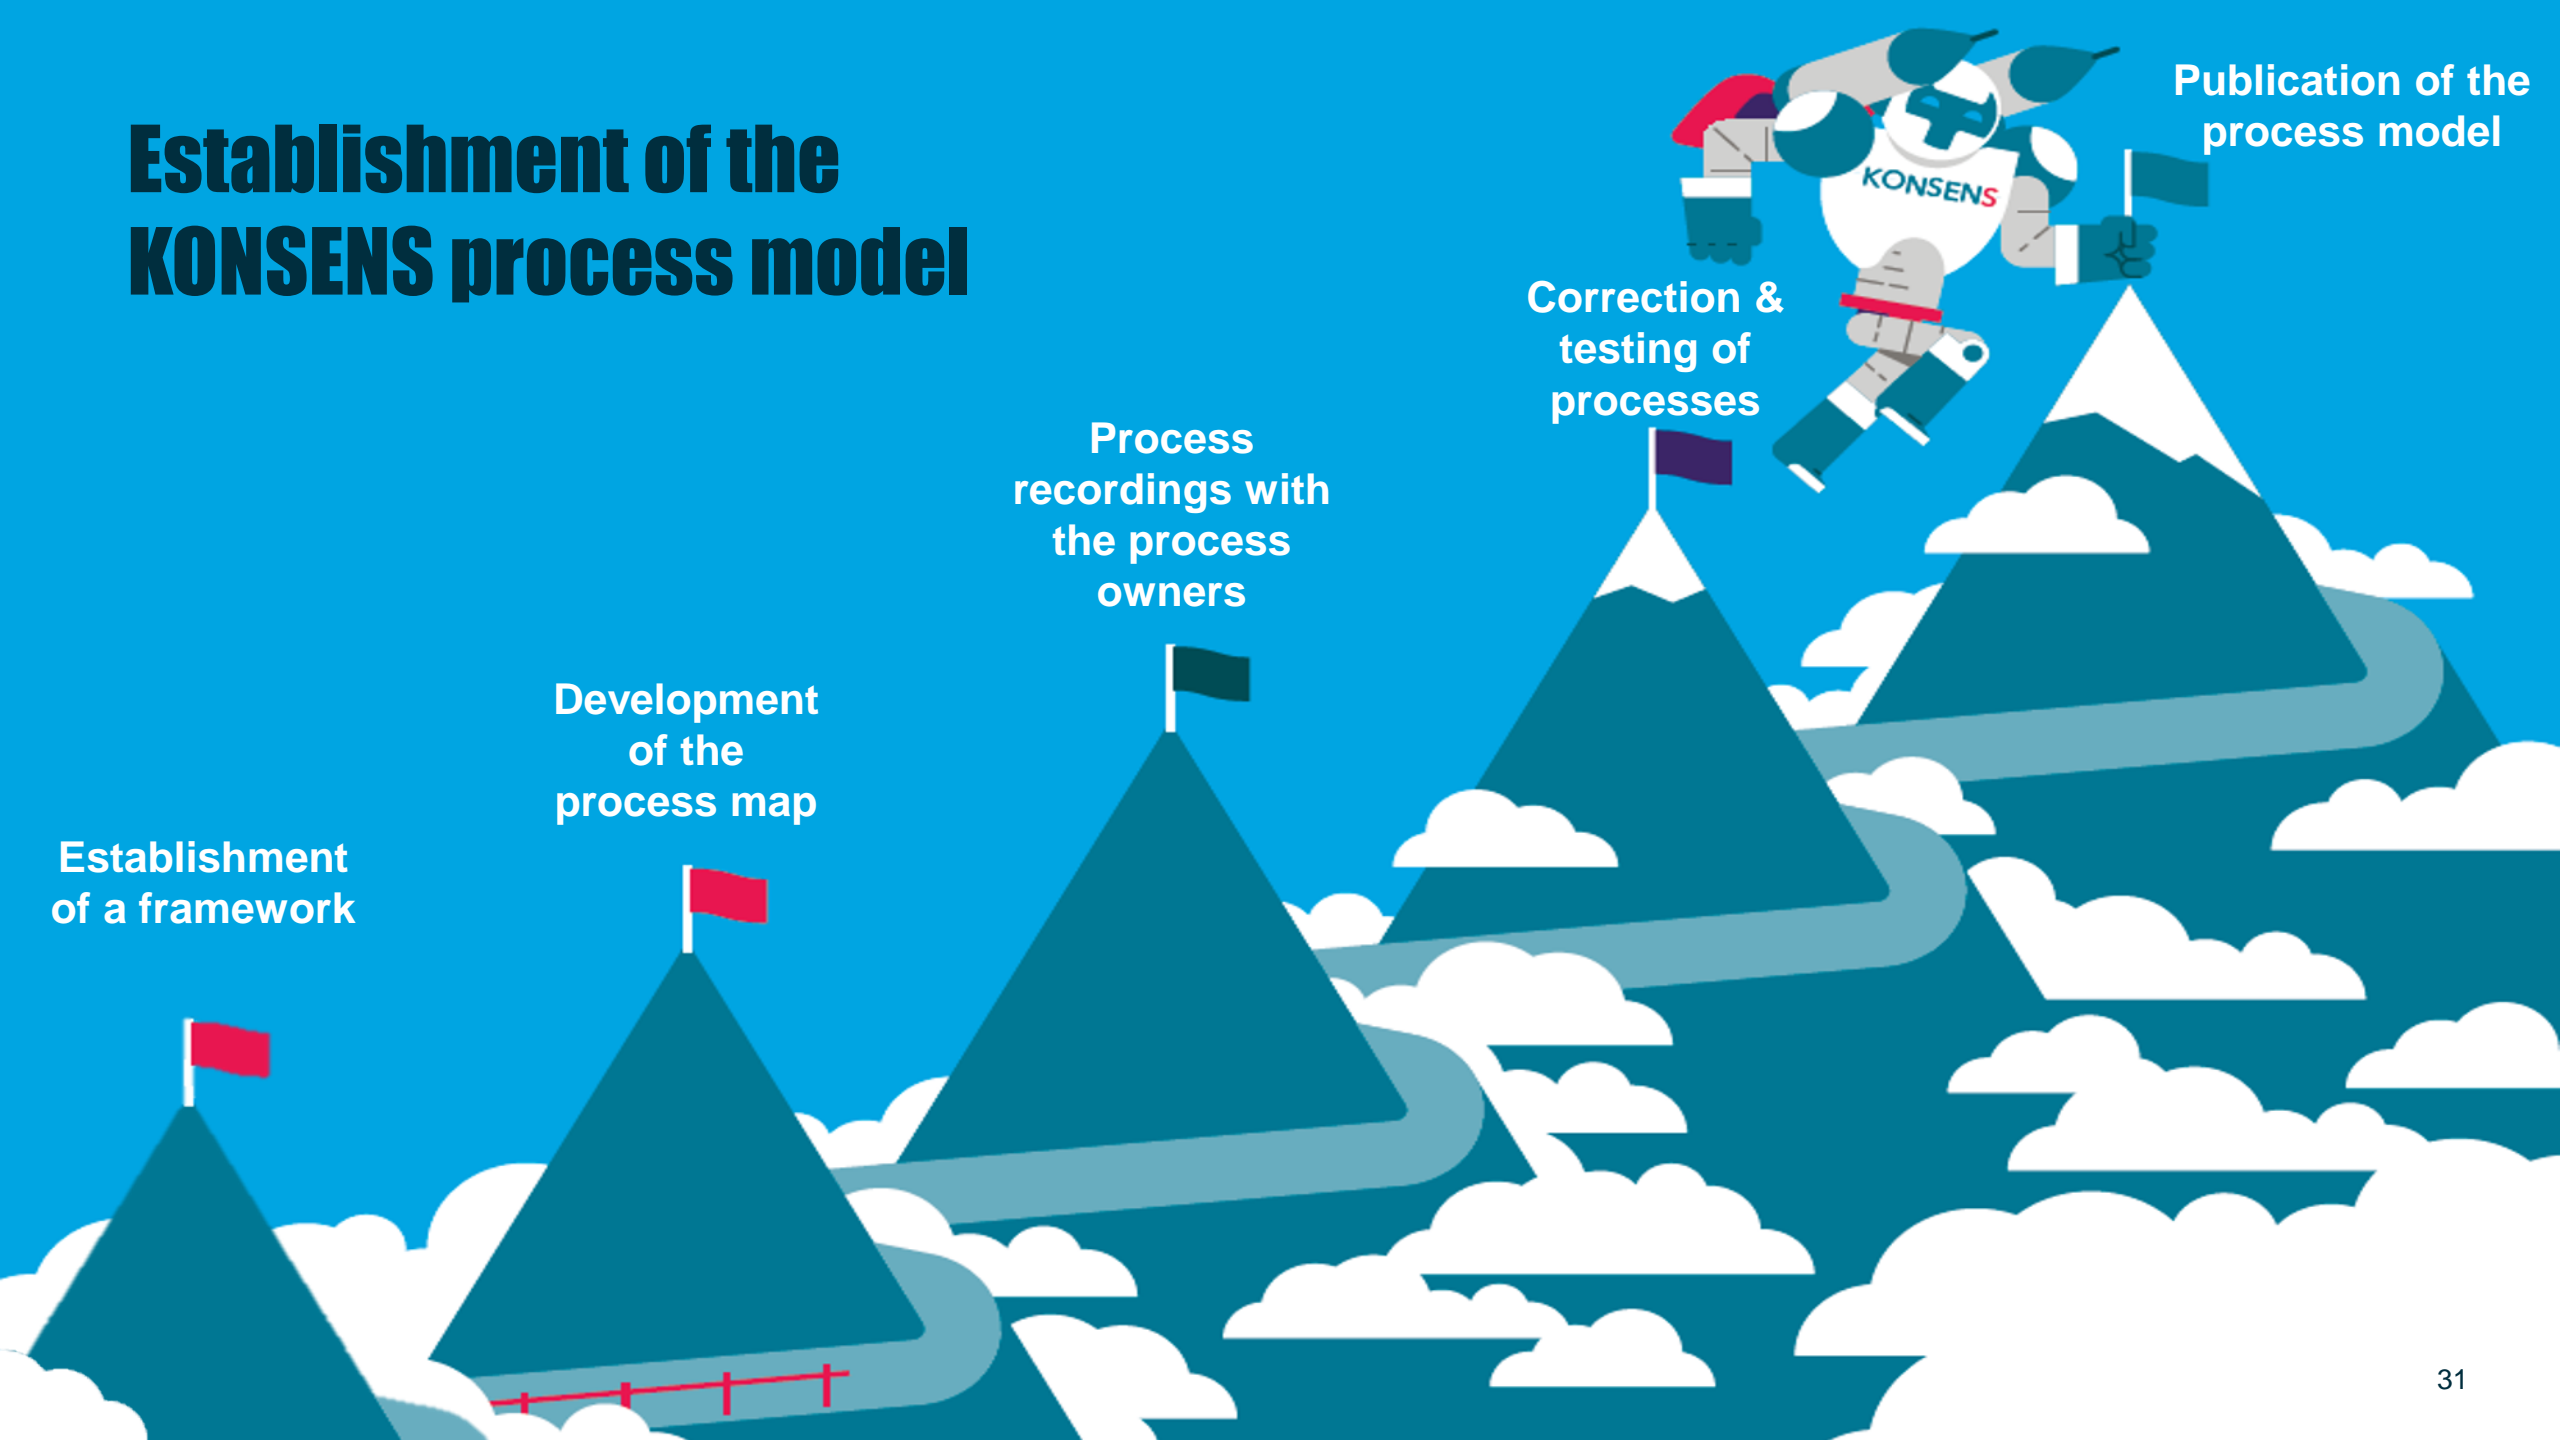 Establishment of the
KONSENS process model
Establishment
of a framework
Development
of the
process map
Process
recordings with
the process
owners
Correction &
testing of
processes
Publication of the
process model
KONSENS
31